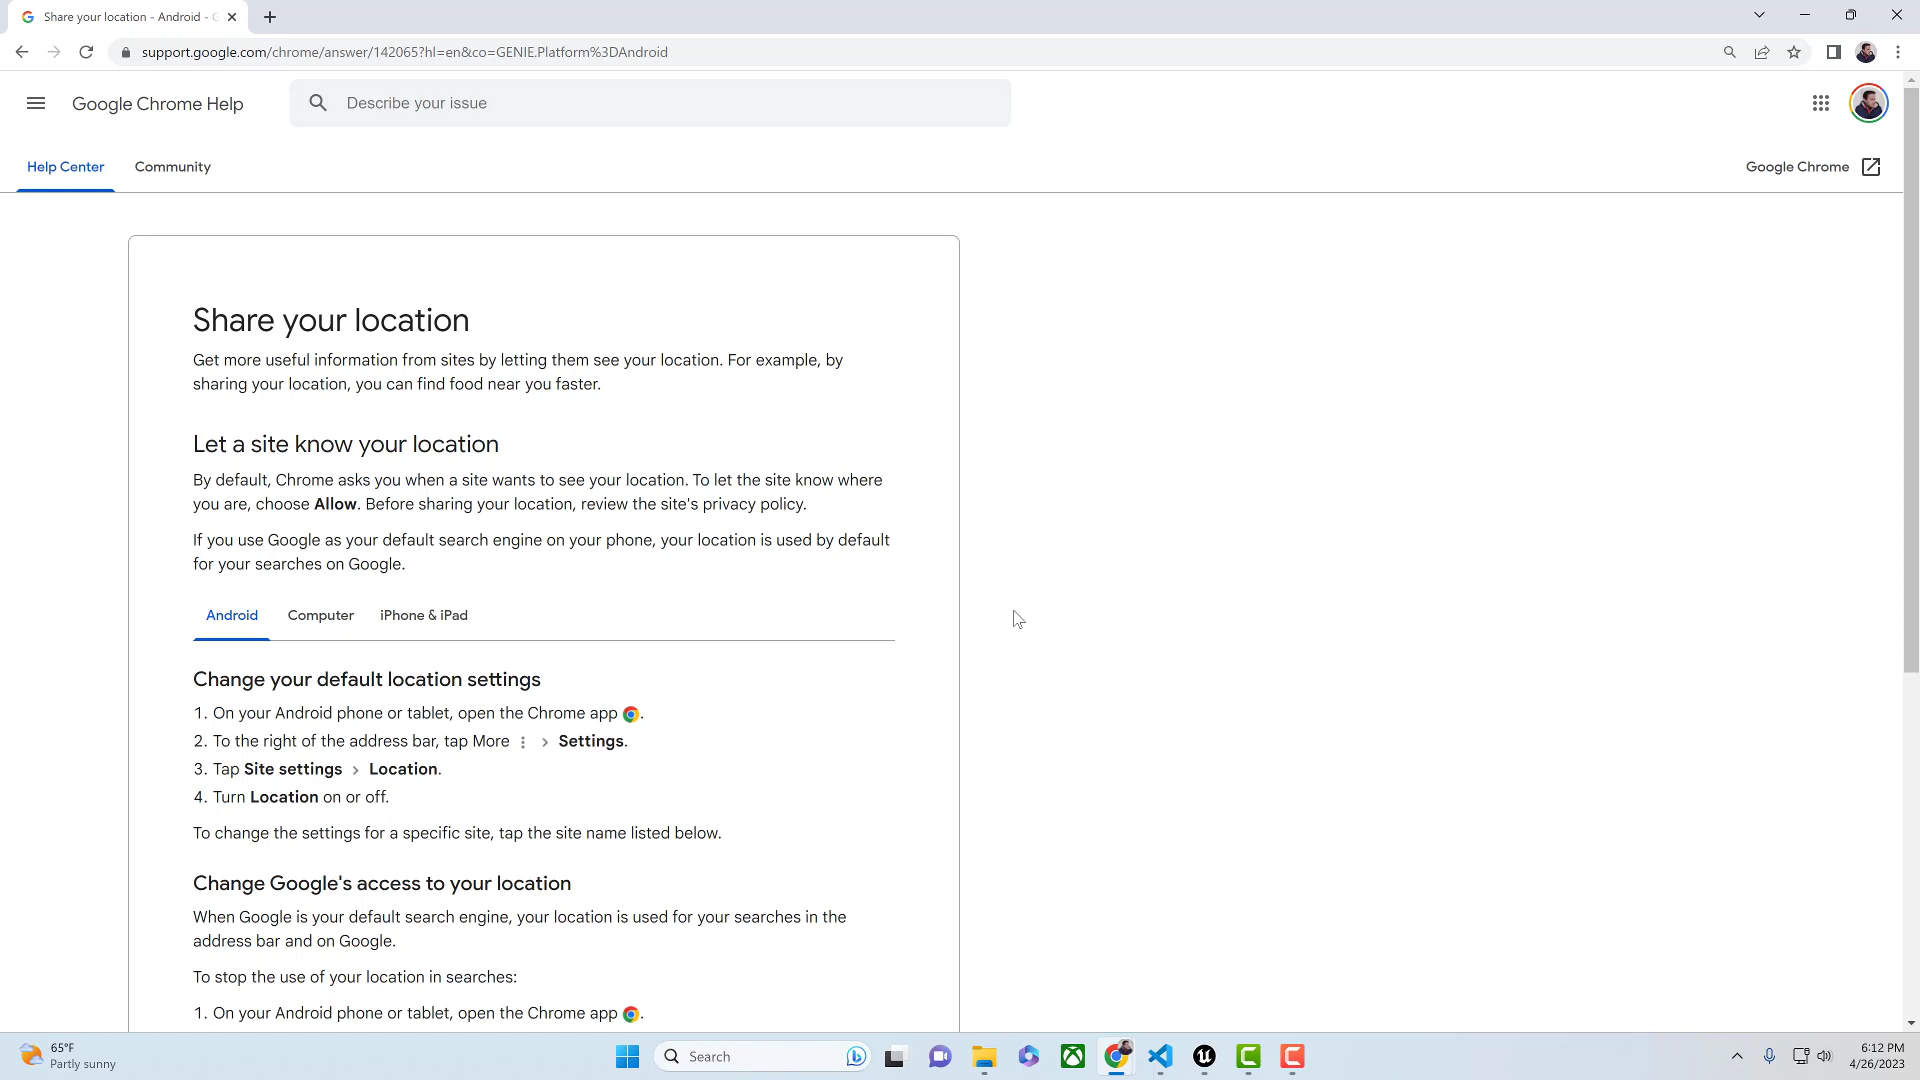 Share your location - Android - G
support.google.com/chrome/answer/142065?hl=en&co=GENIE.Platform%3DAndroid
Google Chrome Help
Describe your issue
Help Center
Community
Google Chrome
Share your location
Get more useful information from sites by letting them see your location. For example, by
sharing your location, you can find food near you faster.
Let a site know your location
By default, Chrome asks you when a site wants to see your location. To let the site know where
you are, choose Allow. Before sharing your location, review the site's privacy policy.
If you use Google as your default search engine on your phone, your location is used by default
for your searches on Google.
Android
Computer
iPhone & iPad
Change your default location settings
1. On your Android phone or tablet, open the Chrome app .
2. To the right of the address bar, tap More ⋮ > Settings.
3. Tap Site settings > Location.
4. Turn Location on or off.
To change the settings for a specific site, tap the site name listed below.
Change Google's access to your location
When Google is your default search engine, your location is used for your searches in the
address bar and on Google.
To stop the use of your location in searches:
1. On your Android phone or tablet, open the Chrome app .
65°F
Partly sunny
Search
6:12 PM
4/26/2023